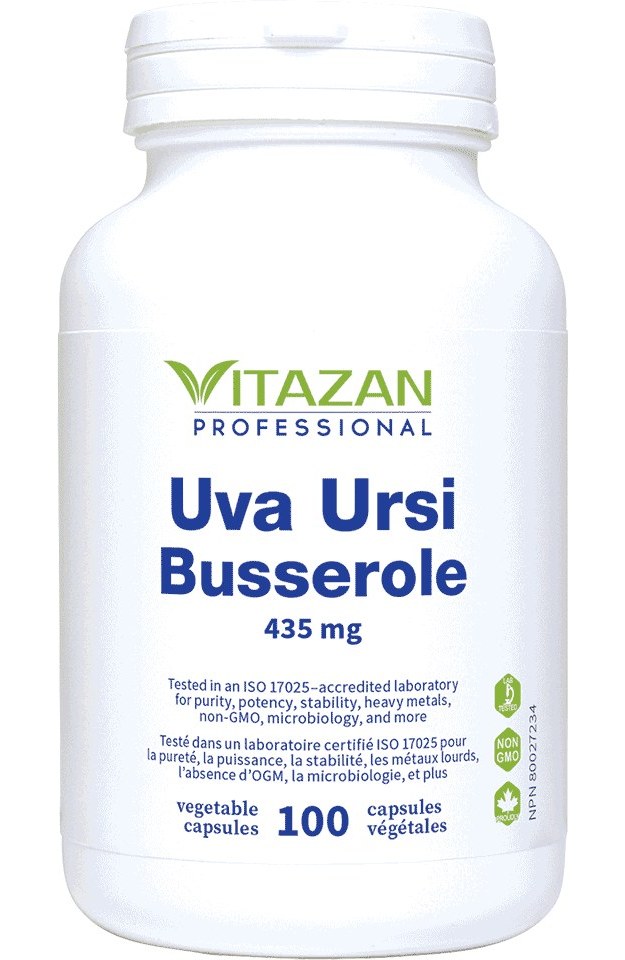 VITAZAN
PROFESSIONAL
Uva Ursi
Busserole
435 mg
Tested in an ISO 17025–accredited laboratory
for purity, potency, stability, heavy metals,
non-GMO, microbiology, and more
Testé dans un laboratoire certifié ISO 17025 pour
la pureté, la puissance, la stabilité, les métaux lourds,
l’absence d’OGM, la microbiologie, et plus
vegetable
capsules
100
capsules
végétales
LAB
TESTED
NON
GMO
PROUDLY
NPN 80027234